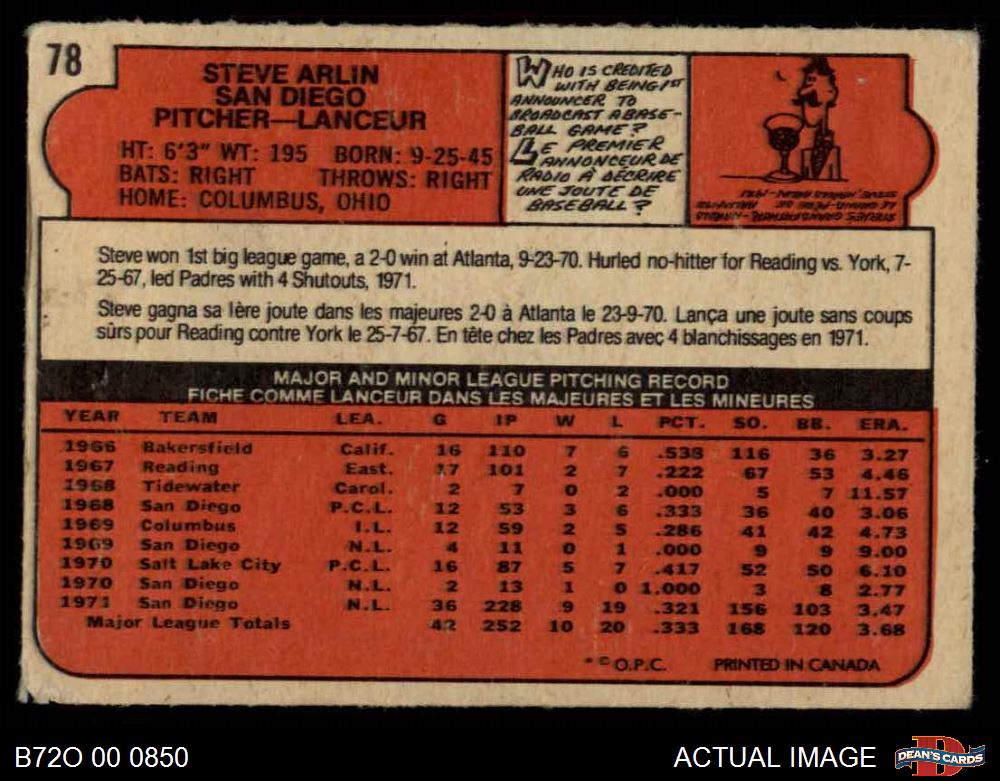 78
STEVE ARLIN
SAN DIEGO
PITCHER—LANCEUR
HT: 6'3" WT: 195 BORN: 9-25-45
BATS: RIGHT THROWS: RIGHT
HOME: COLUMBUS, OHIO
WHO IS CREDITED
WITH BEING 1ST
ANNOUNCER TO
BROADCAST A BASE-
BALL GAME?
LE PREMIER
ANNONCEUR DE
RADIO À DÉCRIRE
UNE JOUTE DE
BASEBALL?
Steve won 1st big league game, a 2-0 win at Atlanta, 9-23-70. Hurled no-hitter for Reading vs. York, 7-
25-67, led Padres with 4 Shutouts, 1971.
Steve gagna sa lère joute dans les majeures 2-0 à Atlanta le 23-9-70. Lança une joute sans coups
sûrs pour Reading contre York le 25-7-67. En tête chez les Padres avec 4 blanchissages en 1971.
MAJOR AND MINOR LEAGUE PITCHING RECORD
FICHE COMME LANCEUR DANS LES MAJEURES ET LES MINEURES
YEAR TEAM LEA. G IP W L PCT. SO. BB. ERA.
1966 Bakersfield Calif. 16 110 7 6 .538 116 36 3.27
1967 Reading East. 17 101 2 7 .222 67 53 4.46
1968 Tidewater Carol. 2 7 0 2 .000 5 7 11.57
1968 San Diego P.C.L. 12 53 3 6 .333 36 40 3.06
1969 Columbus I.L. 12 59 2 5 .286 41 42 4.73
1969 San Diego N.L. 4 11 0 1 .000 9 9 9.00
1970 Salt Lake City P.C.L. 16 87 5 7 .417 52 50 6.10
1970 San Diego N.L. 2 13 1 0 1.000 3 8 2.77
1971 San Diego N.L. 36 228 9 19 .321 156 103 3.47
Major League Totals 42 252 10 20 .333 168 120 3.68
*©O.P.C. PRINTED IN CANADA
B72O 00 0850
ACTUAL IMAGE
D
DEAN'S CARDS